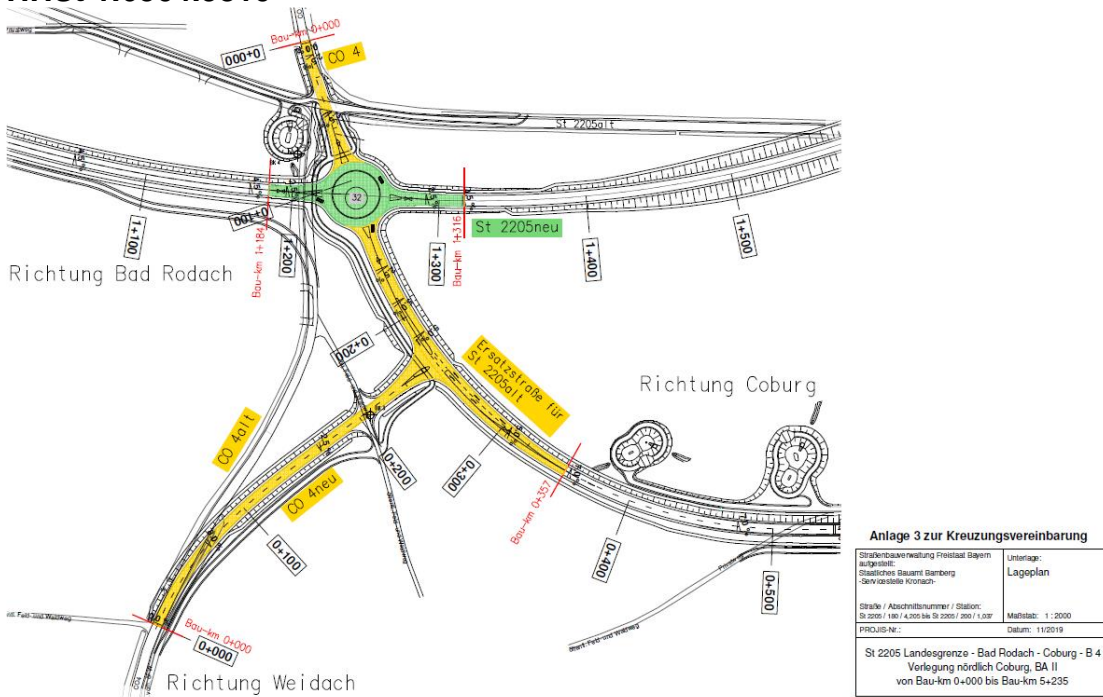 Bau-km 0+000
0+000
CO 4
St 2205alt
32
1+100
0+100
1+200
Bau-km 1+184
1+300
Bau-km 1+316
St 2205neu
1+400
1+500
Richtung Bad Rodach
0+200
Ersatzstraße für
St 2205alt
Richtung Coburg
CO 4alt
CO 4neu
0+200
0+300
Bau-km 0+357
0+100
0+400
0+500
Bau-km 0+000
0+000
Richtung Weidach
Anlage 3 zur Kreuzungsvereinbarung
Straßenbauverwaltung Freistaat Bayern
aufgestellt:
Staatliches Bauamt Bamberg
-Servicestelle Kronach-
Unterlage:
Lageplan
Straße / Abschnittsnummer / Station:
St 2205 / 180 / 4,205 bis St 2205 / 200 / 1,037
Maßstab: 1 : 2000
PROJIS-Nr.:
Datum: 11/2019
St 2205 Landesgrenze - Bad Rodach - Coburg - B 4
Verlegung nördlich Coburg, BA II
von Bau-km 0+000 bis Bau-km 5+235